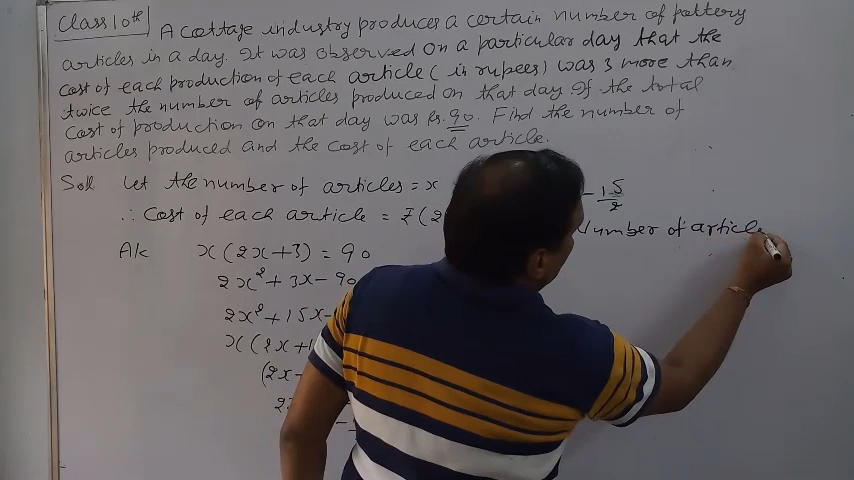 Class 10th
A cottage industry produces a certain number of pottery
articles in a day. It was observed on a particular day that the
cost of each production of each article (in rupees) was 3 more than
twice the number of articles produced on that day If the total
cost of production on that day was Rs. 90. Find the number of
articles produced and the cost of each article.
Soll Let the number of articles = x
∴ Cost of each article = ₹(2
A/c x(2x+3) = 90
2x² + 3x - 90
2x² + 15x -
x(2x+1
(2x-
- 15/2
Number of article